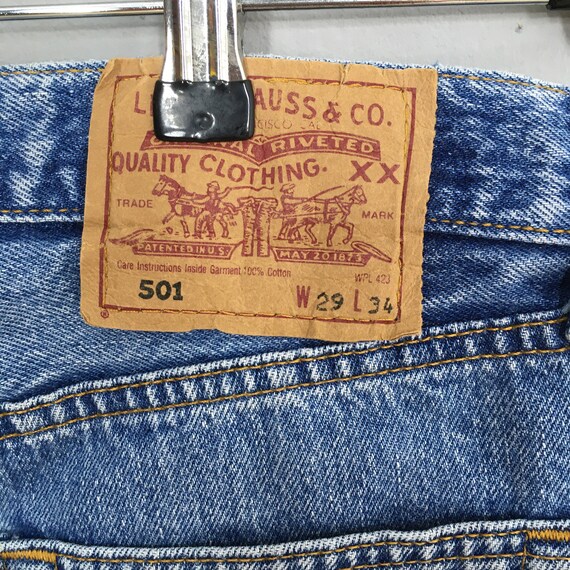 AUSS & CO.
RIVETED
QUALITY CLOTHING. XX
TRADE MARK
PATENTED IN U.S. MAY 20 1873
Care Instructions Inside Garment 100% Cotton WPL 423
501 W 29 L 34
®